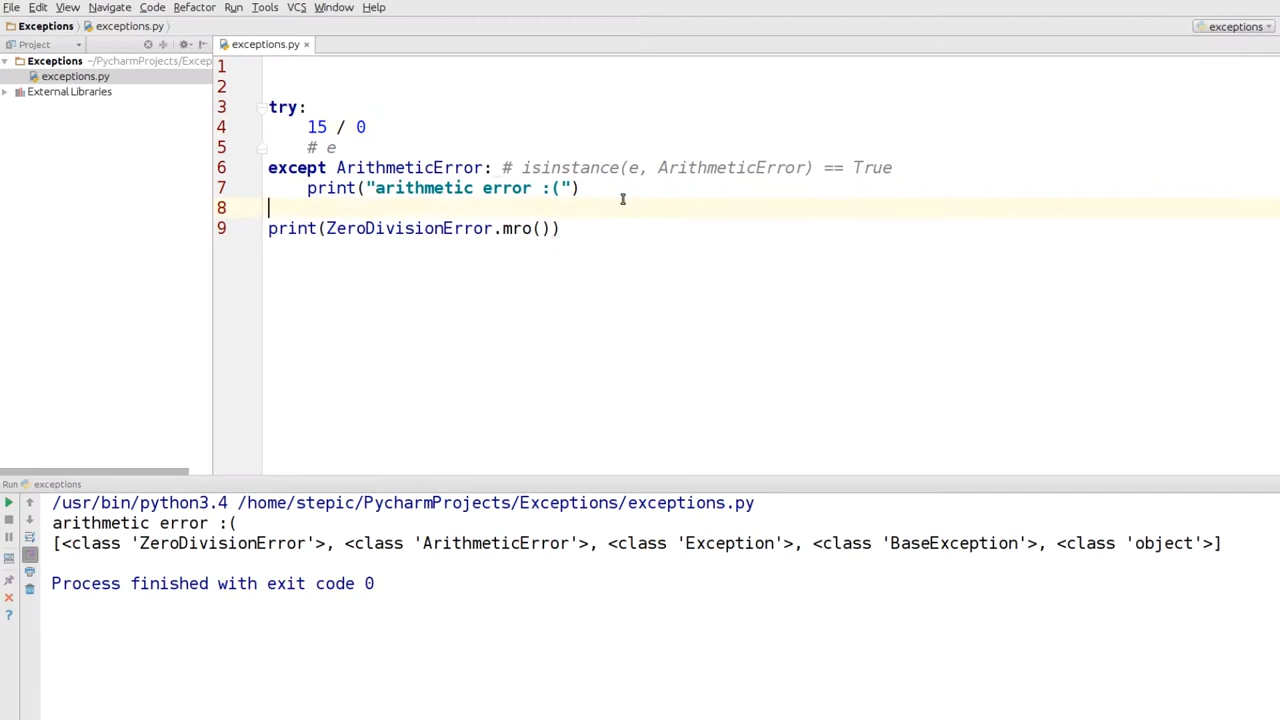 File Edit View Navigate Code Refactor Run Tools VCS Window Help
Exceptions exceptions.py exceptions
Project exceptions.py ×
Exceptions ~/PycharmProjects/Excep
exceptions.py
External Libraries
1
2
3 try:
4 15 / 0
5 # e
6 except ArithmeticError: # isinstance(e, ArithmeticError) == True
7 print("arithmetic error :(")
8
9 print(ZeroDivisionError.mro())
Run exceptions
/usr/bin/python3.4 /home/stepic/PycharmProjects/Exceptions/exceptions.py
arithmetic error :(
[<class 'ZeroDivisionError'>, <class 'ArithmeticError'>, <class 'Exception'>, <class 'BaseException'>, <class 'object'>]
Process finished with exit code 0